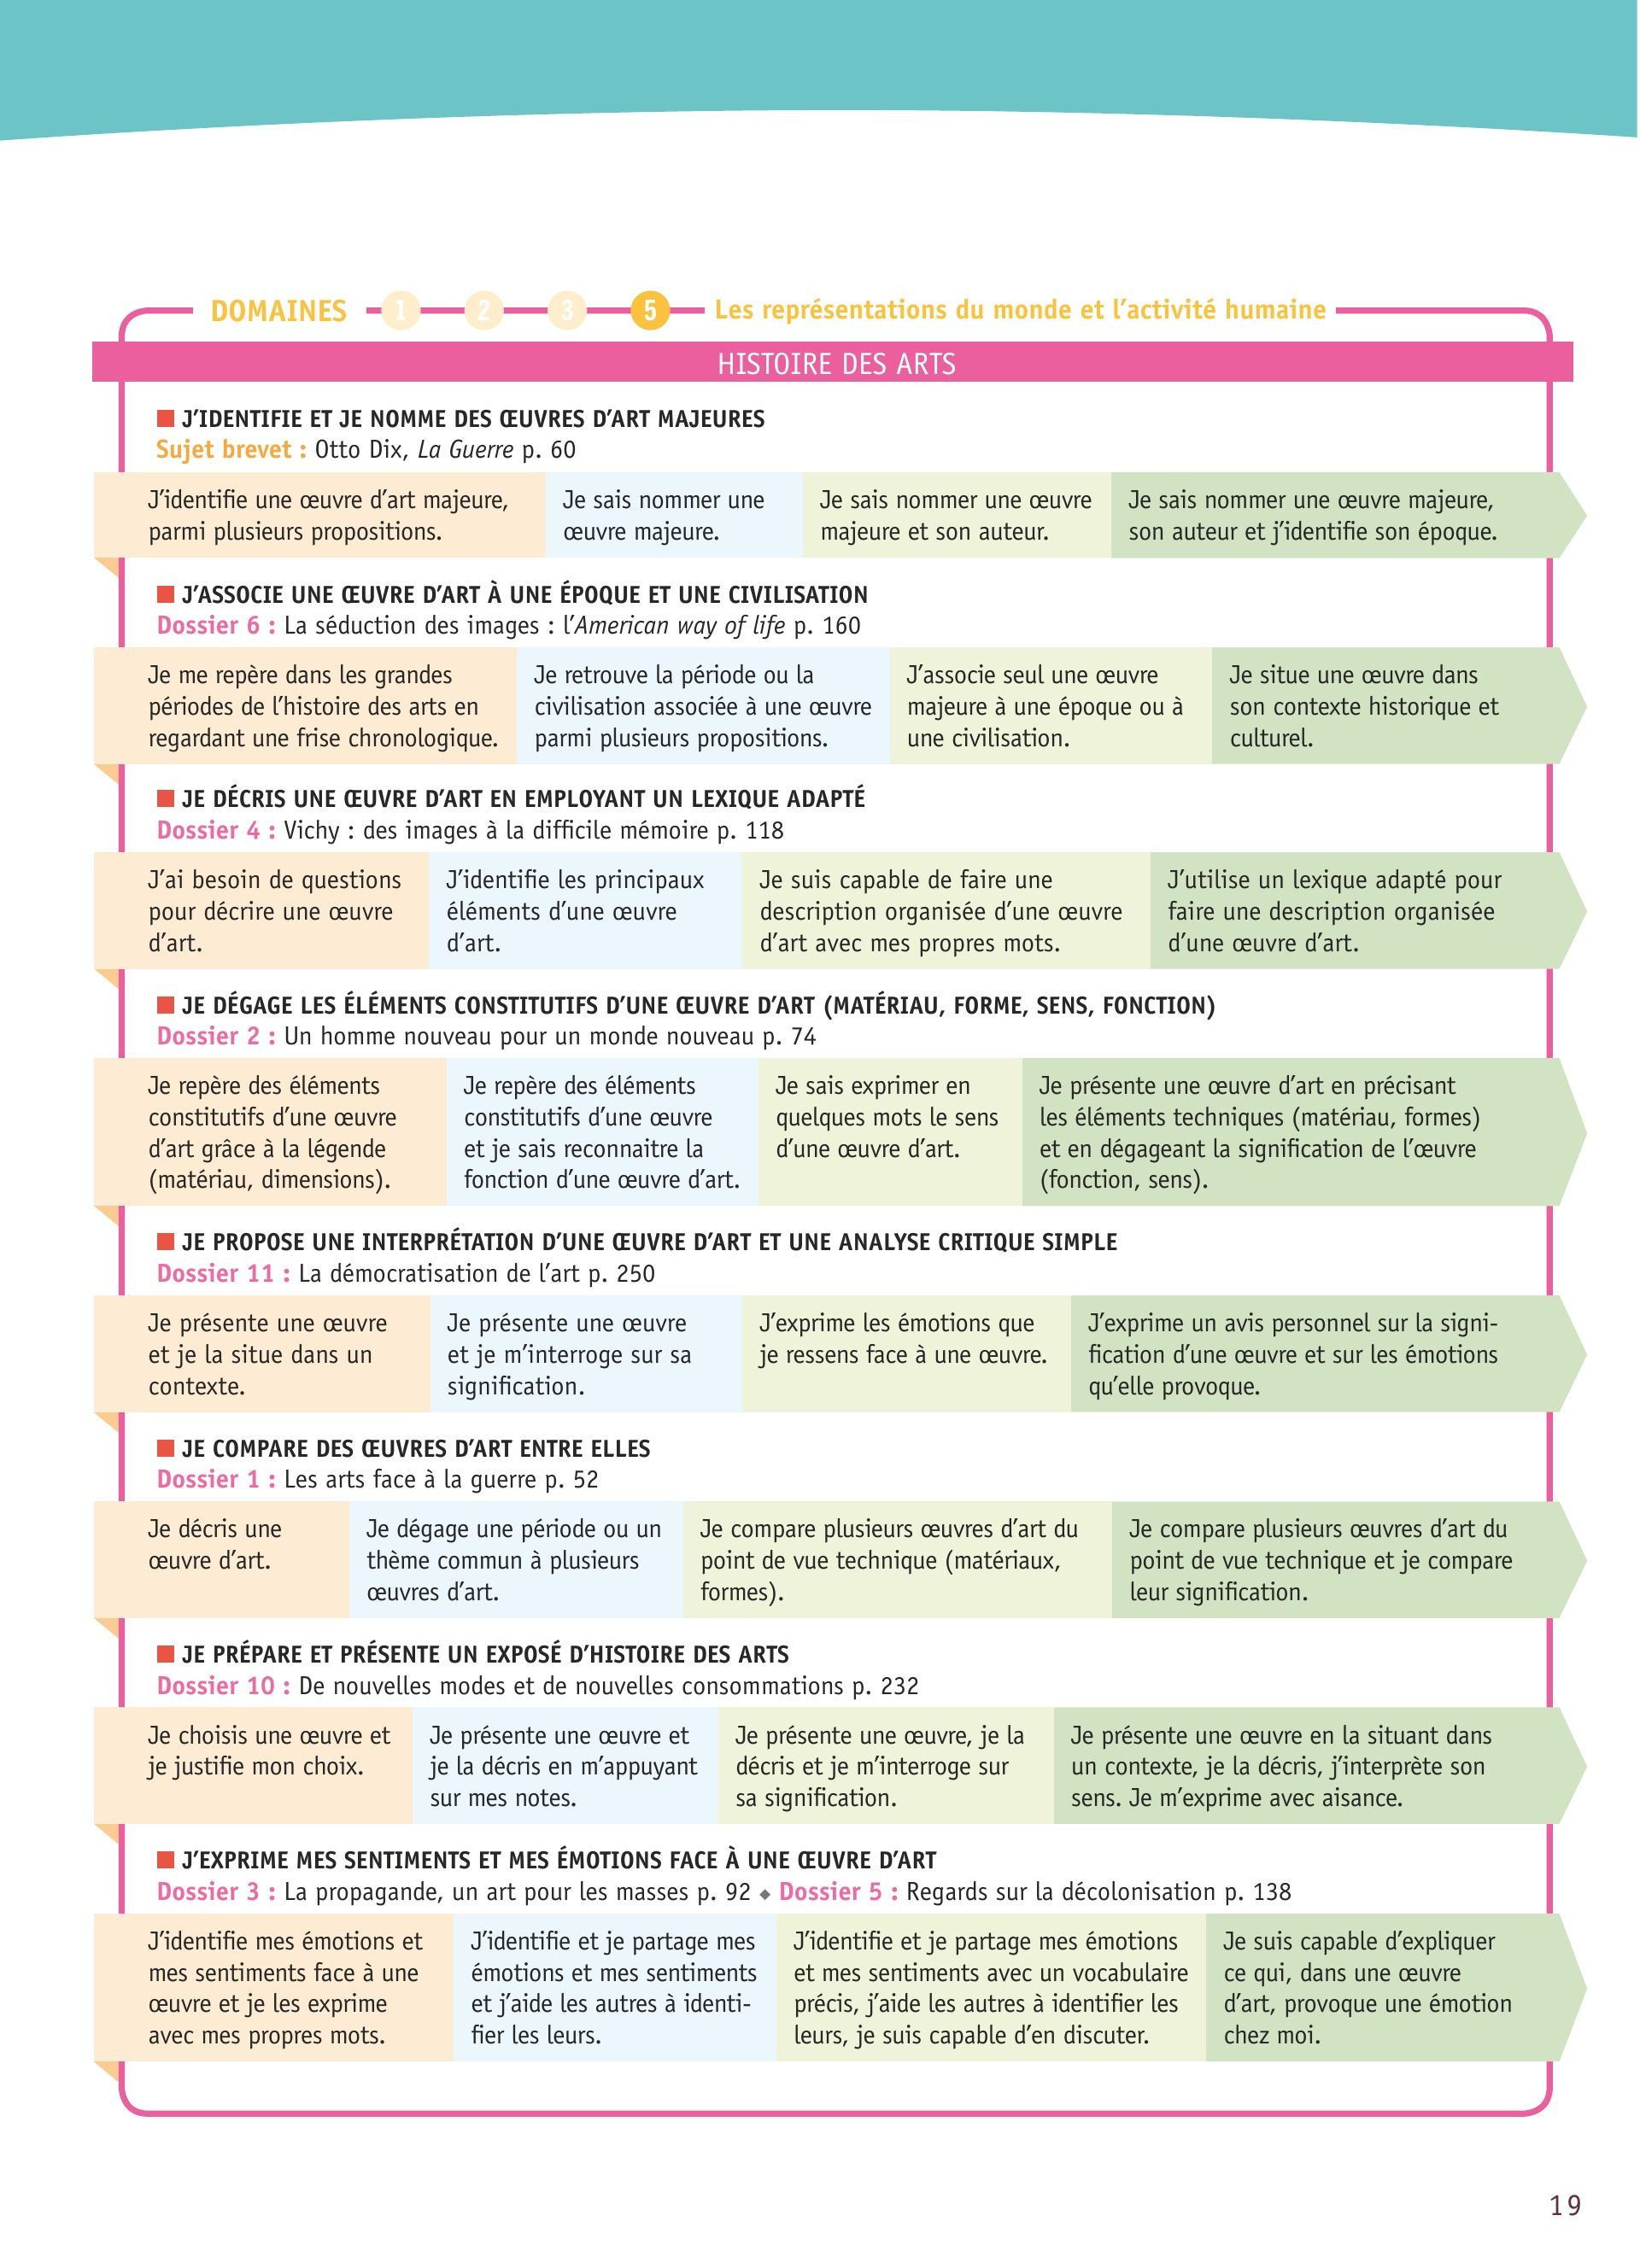 DOMAINES 1 2 3 5 Les représentations du monde et l’activité humaine
HISTOIRE DES ARTS
J’IDENTIFIE ET JE NOMME DES ŒUVRES D’ART MAJEURES
Sujet brevet : Otto Dix, La Guerre p. 60
J’identifie une œuvre d’art majeure,
parmi plusieurs propositions.
Je sais nommer une
œuvre majeure.
Je sais nommer une œuvre
majeure et son auteur.
Je sais nommer une œuvre majeure,
son auteur et j’identifie son époque.
J’ASSOCIE UNE ŒUVRE D’ART À UNE ÉPOQUE ET UNE CIVILISATION
Dossier 6 : La séduction des images : l’American way of life p. 160
Je me repère dans les grandes
périodes de l’histoire des arts en
regardant une frise chronologique.
Je retrouve la période ou la
civilisation associée à une œuvre
parmi plusieurs propositions.
J’associe seul une œuvre
majeure à une époque ou à
une civilisation.
Je situe une œuvre dans
son contexte historique et
culturel.
JE DÉCRIS UNE ŒUVRE D’ART EN EMPLOYANT UN LEXIQUE ADAPTÉ
Dossier 4 : Vichy : des images à la difficile mémoire p. 118
J’ai besoin de questions
pour décrire une œuvre
d’art.
J’identifie les principaux
éléments d’une œuvre
d’art.
Je suis capable de faire une
description organisée d’une œuvre
d’art avec mes propres mots.
J’utilise un lexique adapté pour
faire une description organisée
d’une œuvre d’art.
JE DÉGAGE LES ÉLÉMENTS CONSTITUTIFS D’UNE ŒUVRE D’ART (MATÉRIAU, FORME, SENS, FONCTION)
Dossier 2 : Un homme nouveau pour un monde nouveau p. 74
Je repère des éléments
constitutifs d’une œuvre
d’art grâce à la légende
(matériau, dimensions).
Je repère des éléments
constitutifs d’une œuvre
et je sais reconnaitre la
fonction d’une œuvre d’art.
Je sais exprimer en
quelques mots le sens
d’une œuvre d’art.
Je présente une œuvre d’art en précisant
les éléments techniques (matériau, formes)
et en dégageant la signification de l’œuvre
(fonction, sens).
JE PROPOSE UNE INTERPRÉTATION D’UNE ŒUVRE D’ART ET UNE ANALYSE CRITIQUE SIMPLE
Dossier 11 : La démocratisation de l’art p. 250
Je présente une œuvre
et je la situe dans un
contexte.
Je présente une œuvre
et je m’interroge sur sa
signification.
J’exprime les émotions que
je ressens face à une œuvre.
J’exprime un avis personnel sur la signi-
fication d’une œuvre et sur les émotions
qu’elle provoque.
JE COMPARE DES ŒUVRES D’ART ENTRE ELLES
Dossier 1 : Les arts face à la guerre p. 52
Je décris une
œuvre d’art.
Je dégage une période ou un
thème commun à plusieurs
œuvres d’art.
Je compare plusieurs œuvres d’art du
point de vue technique (matériaux,
formes).
Je compare plusieurs œuvres d’art du
point de vue technique et je compare
leur signification.
JE PRÉPARE ET PRÉSENTE UN EXPOSÉ D’HISTOIRE DES ARTS
Dossier 10 : De nouvelles modes et de nouvelles consommations p. 232
Je choisis une œuvre et
je justifie mon choix.
Je présente une œuvre et
je la décris en m’appuyant
sur mes notes.
Je présente une œuvre, je la
décris et je m’interroge sur
sa signification.
Je présente une œuvre en la situant dans
un contexte, je la décris, j’interprète son
sens. Je m’exprime avec aisance.
J’EXPRIME MES SENTIMENTS ET MES ÉMOTIONS FACE À UNE ŒUVRE D’ART
Dossier 3 : La propagande, un art pour les masses p. 92 ◆ Dossier 5 : Regards sur la décolonisation p. 138
J’identifie mes émotions et
mes sentiments face à une
œuvre et je les exprime
avec mes propres mots.
J’identifie et je partage mes
émotions et mes sentiments
et j’aide les autres à identi-
fier les leurs.
J’identifie et je partage mes émotions
et mes sentiments avec un vocabulaire
précis, j’aide les autres à identifier les
leurs, je suis capable d’en discuter.
Je suis capable d’expliquer
ce qui, dans une œuvre
d’art, provoque une émotion
chez moi.
19